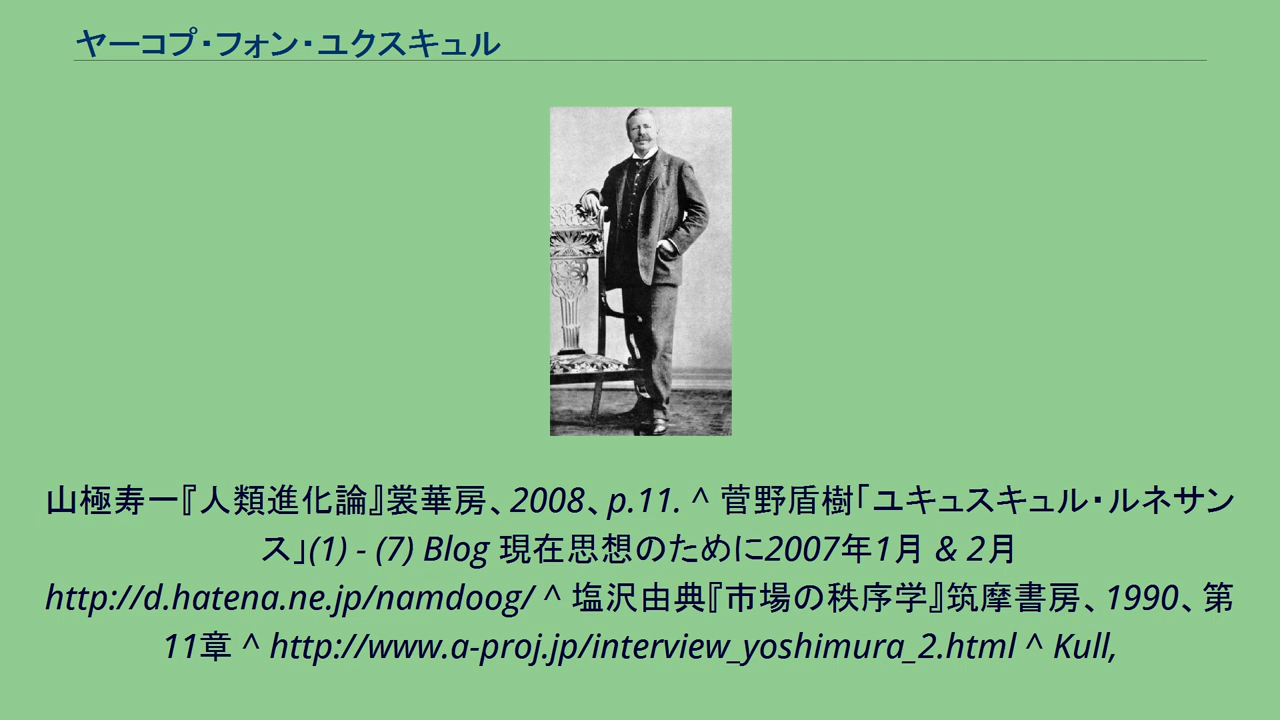 ヤーコプ・フォン・ユクスキュル
山極寿一『人類進化論』裳華房、2008、p.11. ^ 菅野盾樹「ユキュスキュル・ルネサン
ス」(1) - (7) Blog 現在思想のために2007年1月 & 2月
http://d.hatena.ne.jp/namdoog/ ^ 塩沢由典『市場の秩序学』筑摩書房、1990、第
11章 ^ http://www.a-proj.jp/interview_yoshimura_2.html ^ Kull,